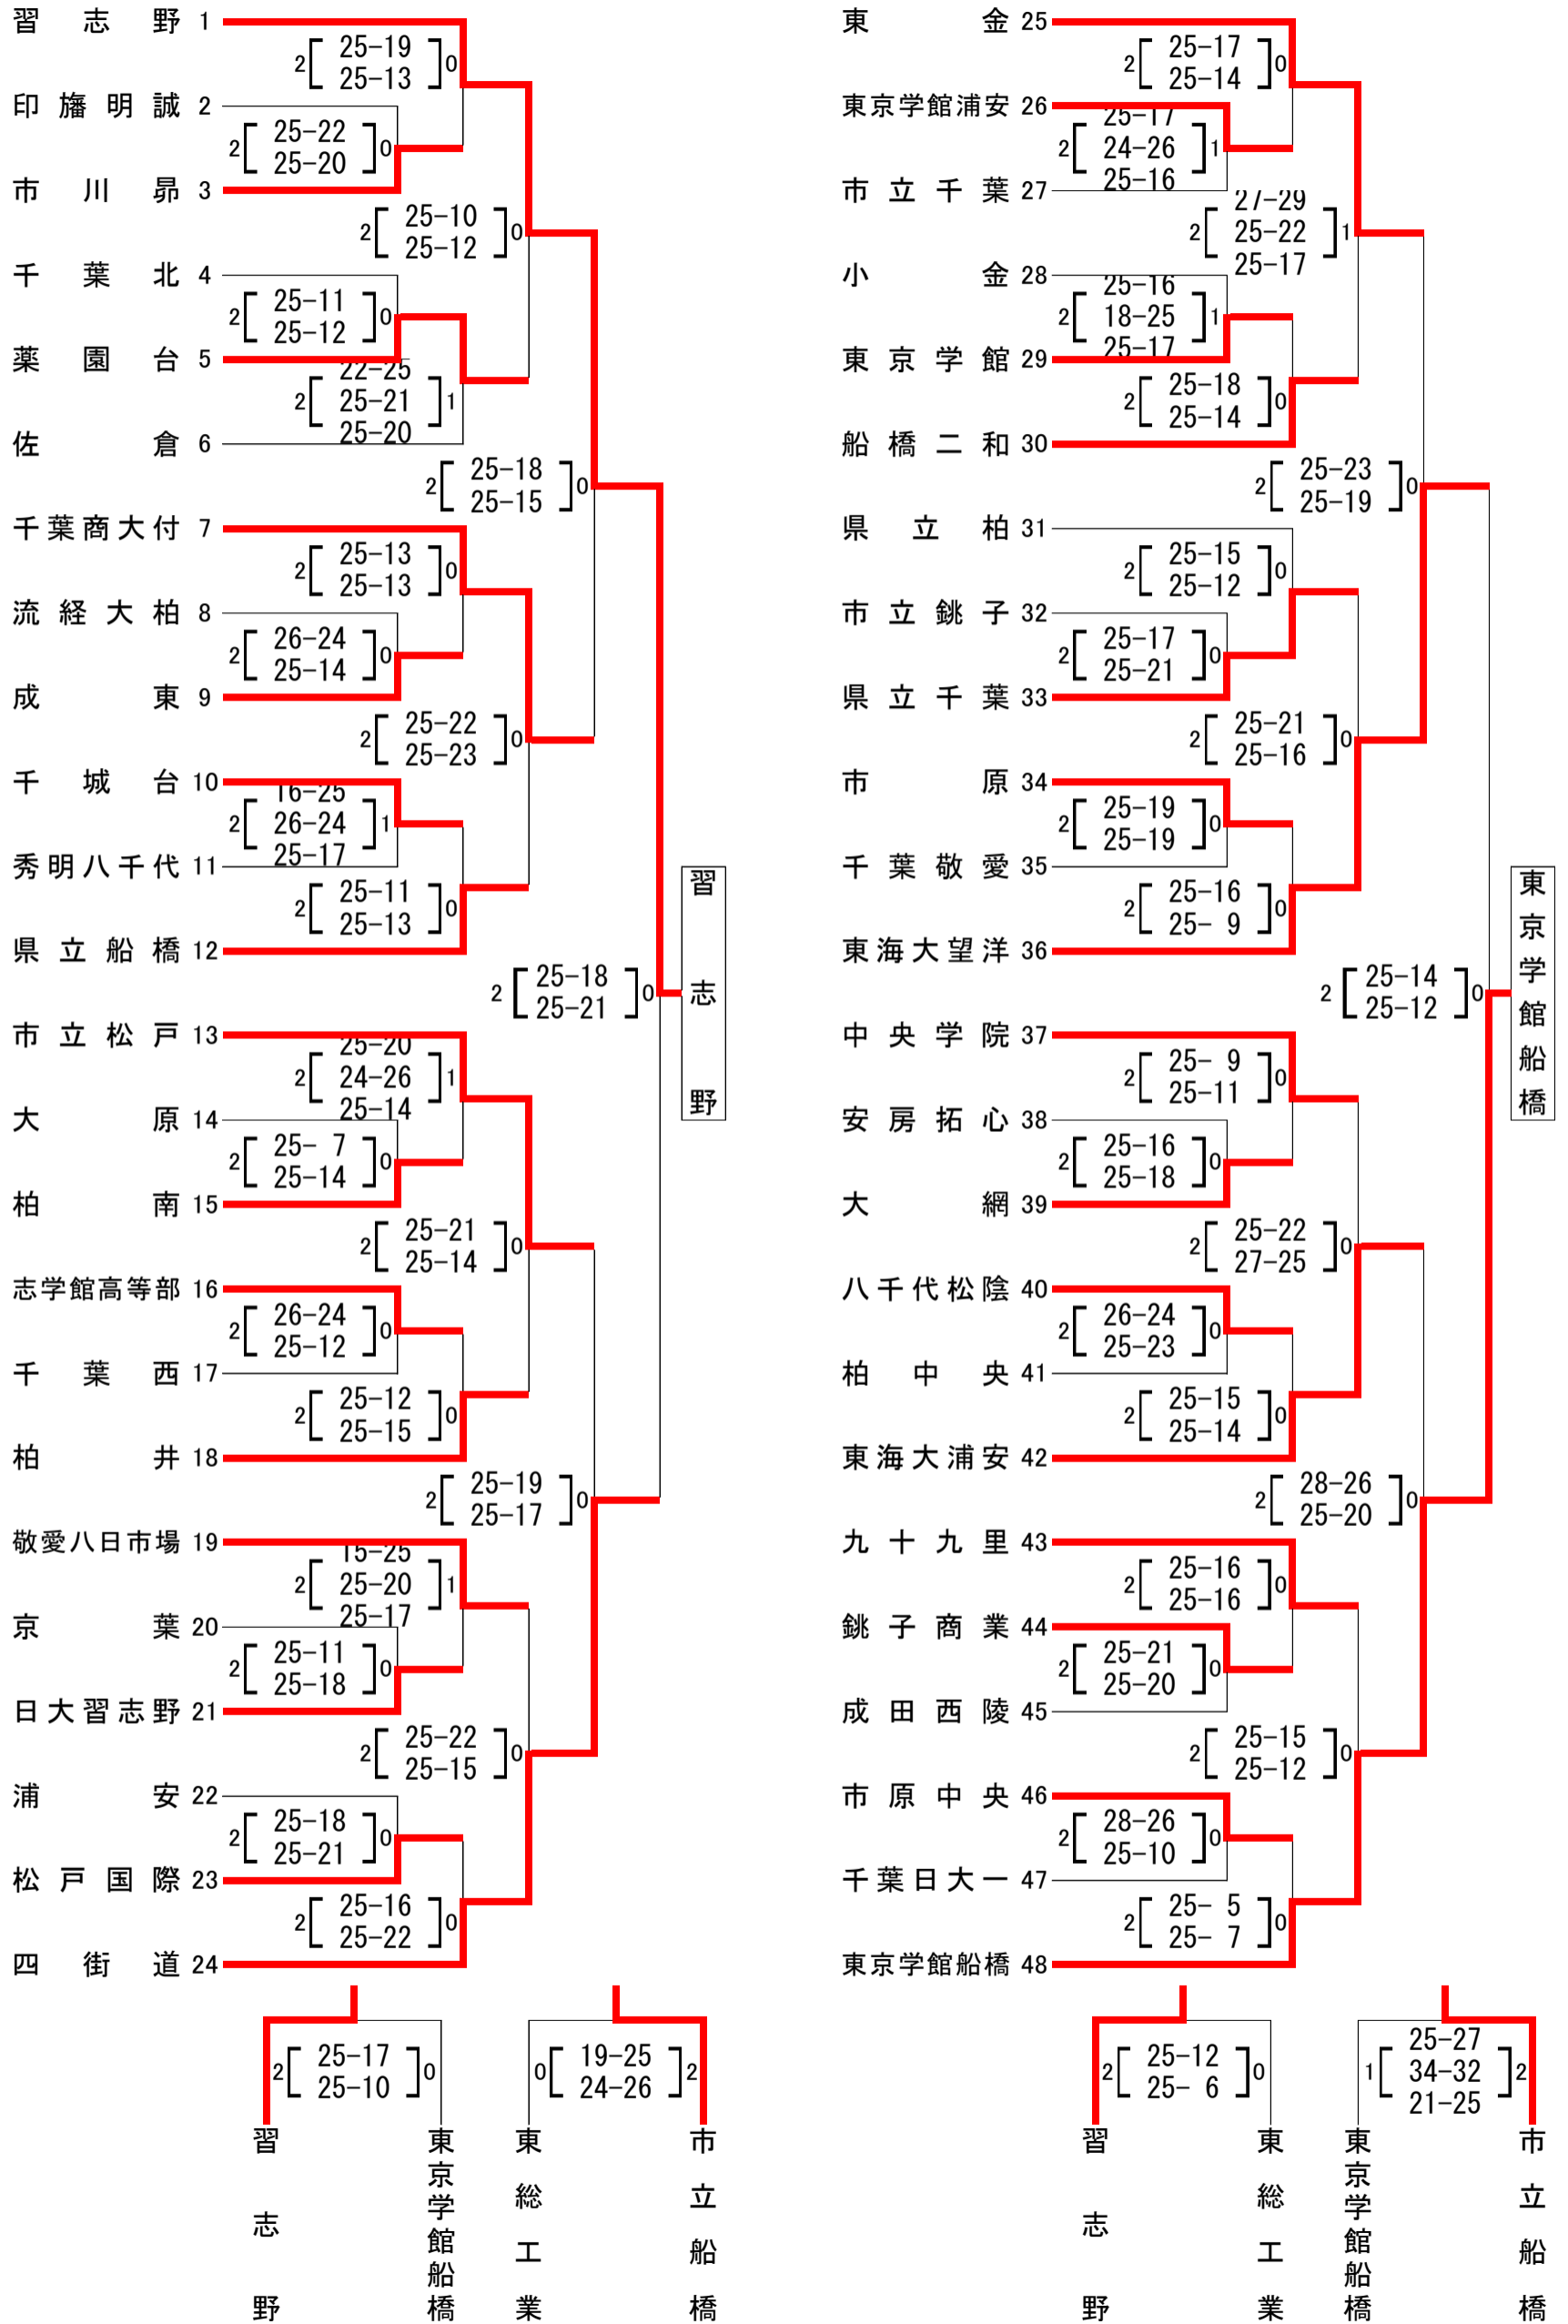 習志野 1
25-19
2 0
25-13
印旛明誠 2
25-22
2 0
25-20
市川昴 3
25-10
2 0
25-12
千葉北 4
25-11
2 0
25-12
薬園台 5
22-25
2 25-21 1
25-20
佐倉 6
25-18
2 0
25-15
千葉商大付 7
25-13
2 0
25-13
流経大柏 8
26-24
2 0
25-14
成東 9
25-22
2 0
25-23
千城台 10
16-25
2 26-24 1
25-17
秀明八千代 11
25-11
2 0
25-13
県立船橋 12
25-18
2 0
25-21
習志野
市立松戸 13
25-20
2 24-26 1
25-14
大原 14
25- 7
2 0
25-14
柏南 15
25-21
2 0
25-14
志学館高等部 16
26-24
2 0
25-12
千葉西 17
25-12
2 0
25-15
柏井 18
25-19
2 0
25-17
敬愛八日市場 19
15-25
2 25-20 1
25-17
京葉 20
25-11
2 0
25-18
日大習志野 21
25-22
2 0
25-15
浦安 22
25-18
2 0
25-21
松戸国際 23
25-16
2 0
25-22
四街道 24
東金 25
25-17
2 0
25-14
東京学館浦安 26
25-17
2 24-26 1
25-16
市立千葉 27
27-29
2 25-22 1
25-17
小金 28
25-16
2 18-25 1
25-17
東京学館 29
25-18
2 0
25-14
船橋二和 30
25-23
2 0
25-19
県立柏 31
25-15
2 0
25-12
市立銚子 32
25-17
2 0
25-21
県立千葉 33
25-21
2 0
25-16
市原 34
25-19
2 0
25-19
千葉敬愛 35
25-16
2 0
25- 9
東海大望洋 36
25-14
2 0
25-12
東京学館船橋
中央学院 37
25- 9
2 0
25-11
安房拓心 38
25-16
2 0
25-18
大網 39
25-22
2 0
27-25
八千代松陰 40
26-24
2 0
25-23
柏中央 41
25-15
2 0
25-14
東海大浦安 42
28-26
2 0
25-20
九十九里 43
25-16
2 0
25-16
銚子商業 44
25-21
2 0
25-20
成田西陵 45
25-15
2 0
25-12
市原中央 46
28-26
2 0
25-10
千葉日大一 47
25- 5
2 0
25- 7
東京学館船橋 48
25-17
2 0
25-10
習志野
東京学館船橋
19-25
0 2
24-26
東総工業
市立船橋
25-12
2 0
25- 6
習志野
東総工業
25-27
1 34-32 2
21-25
東京学館船橋
市立船橋